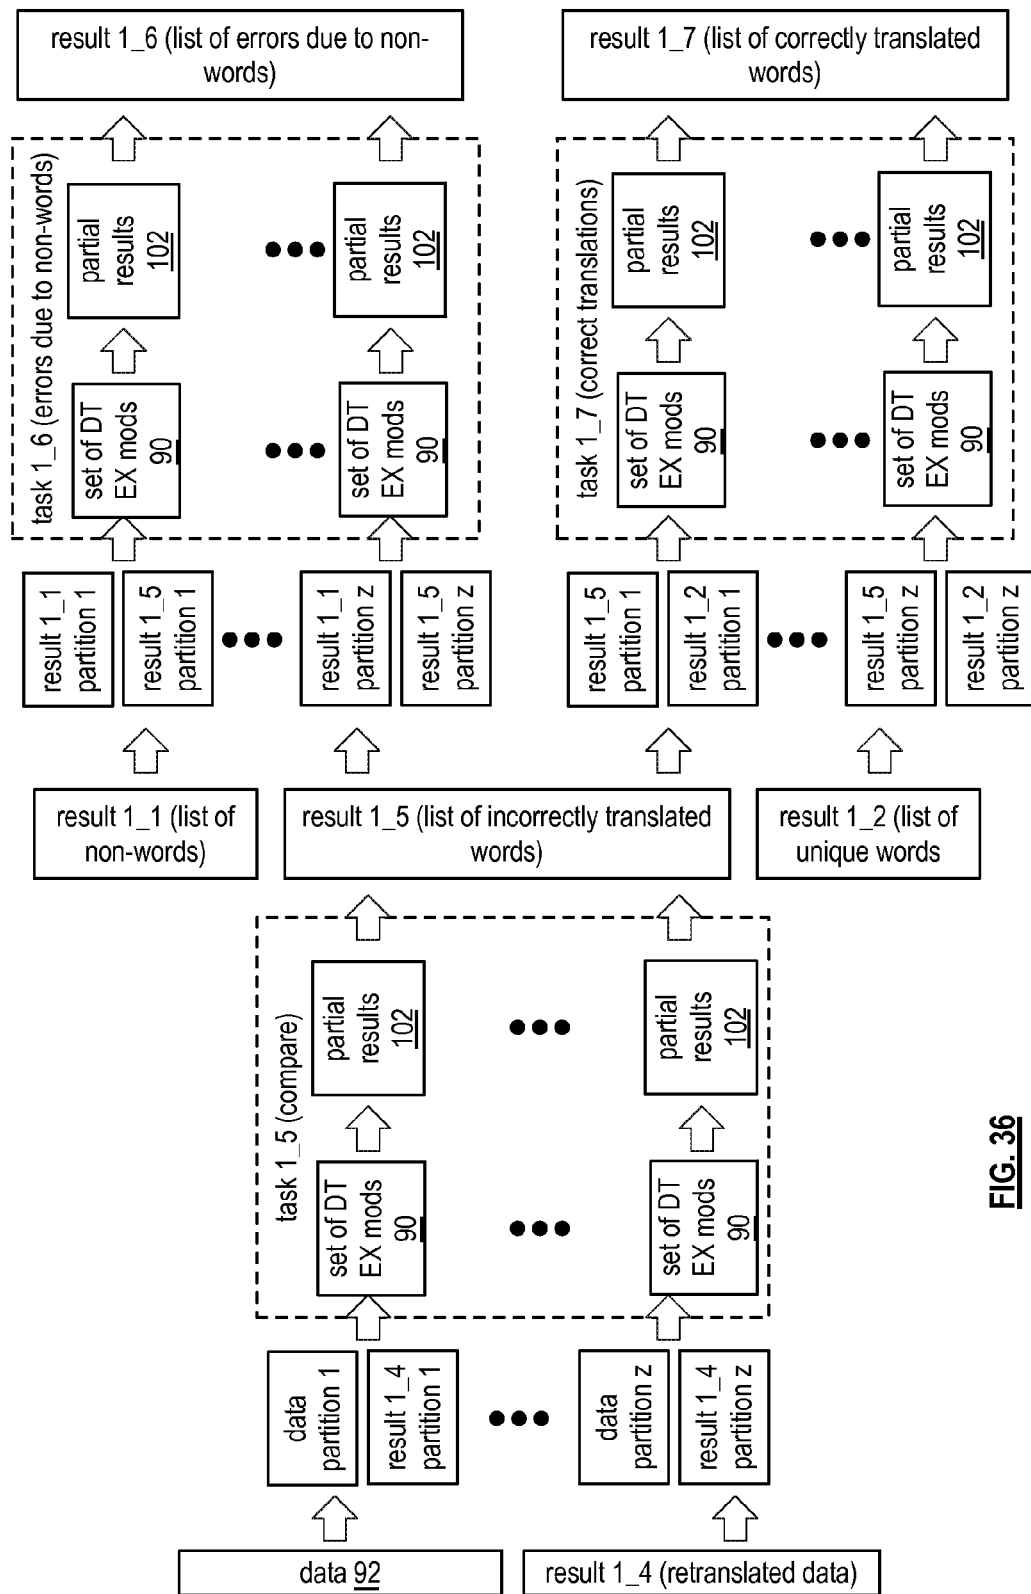 data 92
result 1_4 (retranslated data)
data
partition 1
result 1_4
partition 1
data
partition z
result 1_4
partition z
task 1_5 (compare)
set of DT
EX mods
90
partial
results
102
set of DT
EX mods
90
partial
results
102
result 1_1 (list of
non-words)
result 1_5 (list of incorrectly translated
words)
result 1_2 (list of
unique words
result 1_1
partition 1
result 1_5
partition 1
result 1_1
partition z
result 1_5
partition z
task 1_6 (errors due to non-words)
set of DT
EX mods
90
partial
results
102
set of DT
EX mods
90
partial
results
102
result 1_6 (list of errors due to non-
words)
result 1_5
partition 1
result 1_2
partition 1
result 1_5
partition z
result 1_2
partition z
task 1_7 (correct translations)
set of DT
EX mods
90
partial
results
102
set of DT
EX mods
90
partial
results
102
result 1_7 (list of correctly translated
words)
FIG. 36